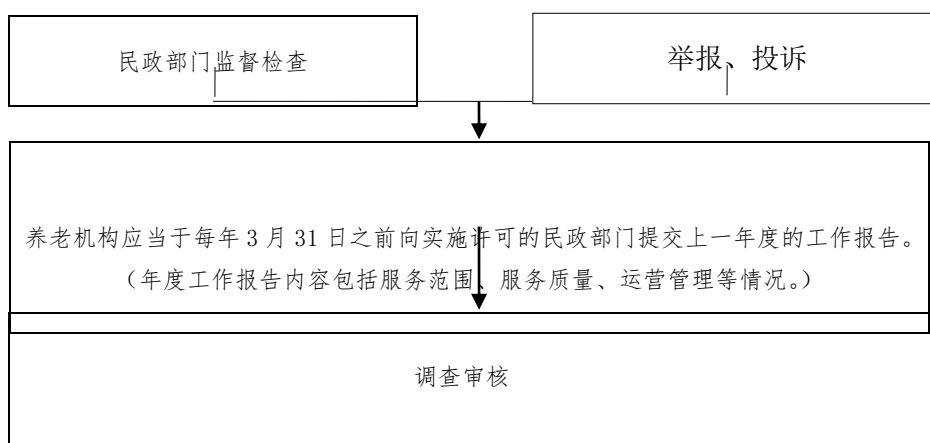 民政部门监督检查
举报、投诉
养老机构应当于每年 3 月 31 日之前向实施许可的民政部门提交上一年度的工作报告。
（年度工作报告内容包括服务范围、服务质量、运营管理等情况。）
调查审核